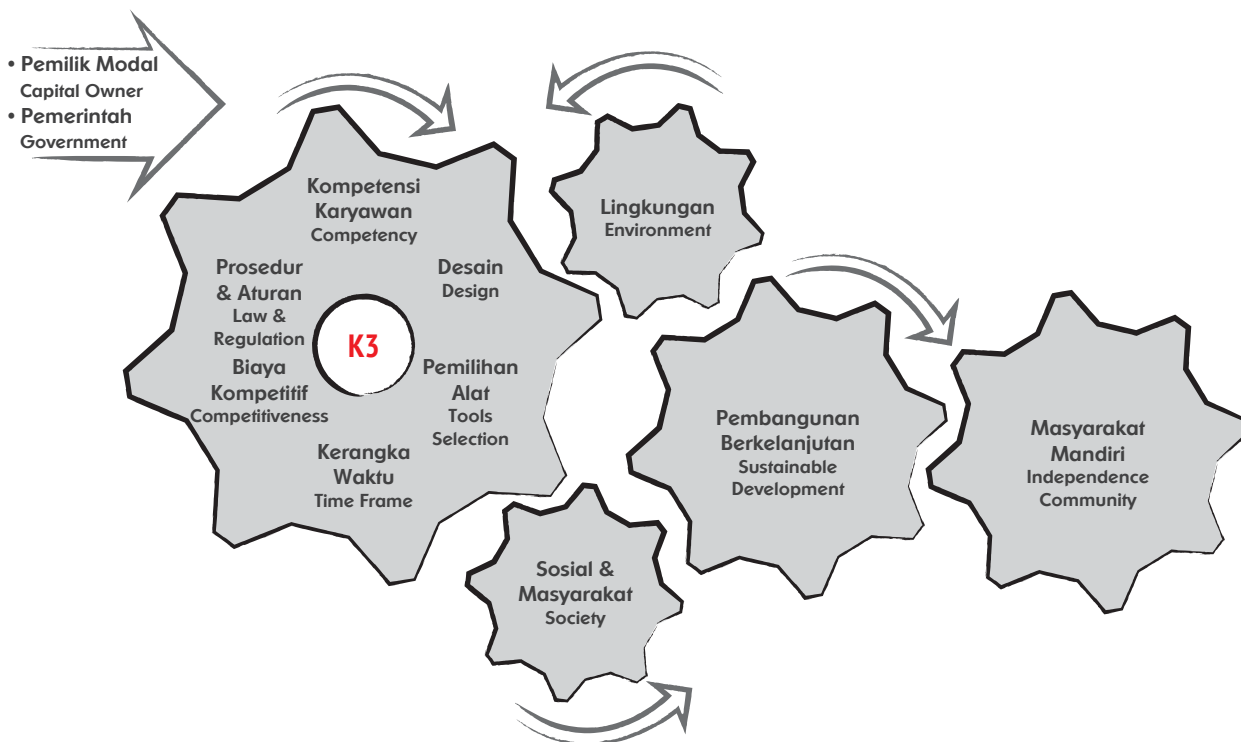 • Pemilik Modal
Capital Owner
• Pemerintah
Government
Kompetensi
Karyawan
Competency
Prosedur
& Aturan
Law &
Regulation
Desain
Design
K3
Biaya
Kompetitif
Competitiveness
Pemilihan
Alat
Tools
Selection
Kerangka
Waktu
Time Frame
Lingkungan
Environment
Sosial &
Masyarakat
Society
Pembangunan
Berkelanjutan
Sustainable
Development
Masyarakat
Mandiri
Independence
Community